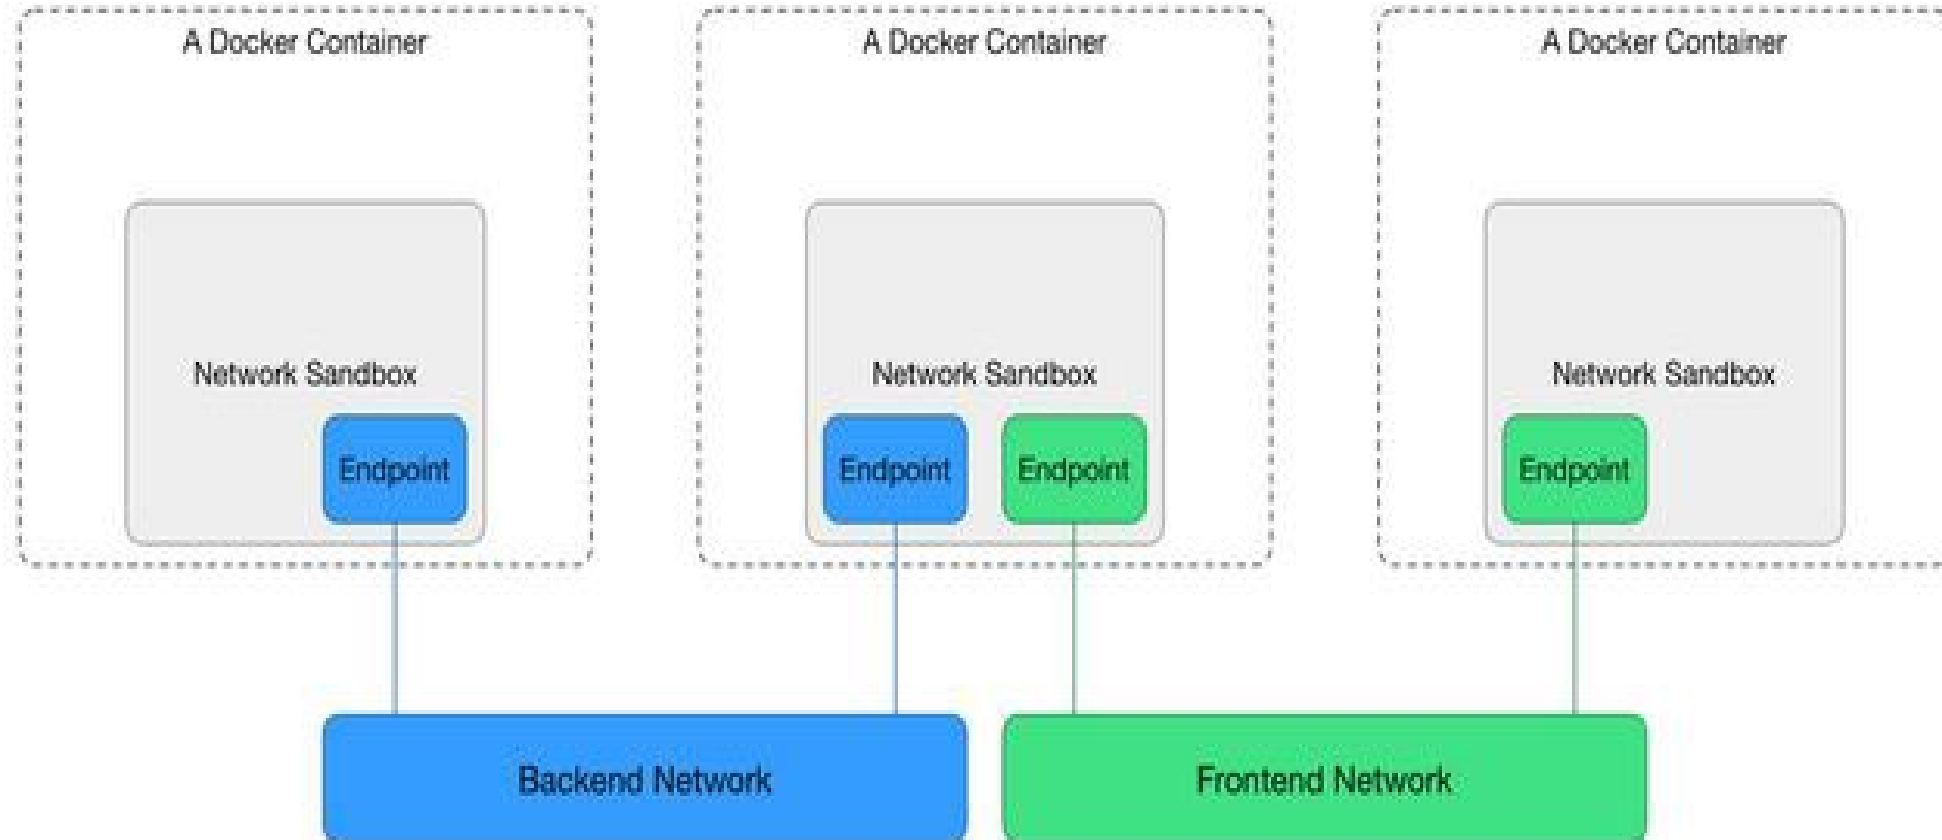 A Docker Container
A Docker Container
A Docker Container
Network Sandbox
Network Sandbox
Network Sandbox
Endpoint
Endpoint
Endpoint
Endpoint
Backend Network
Frontend Network